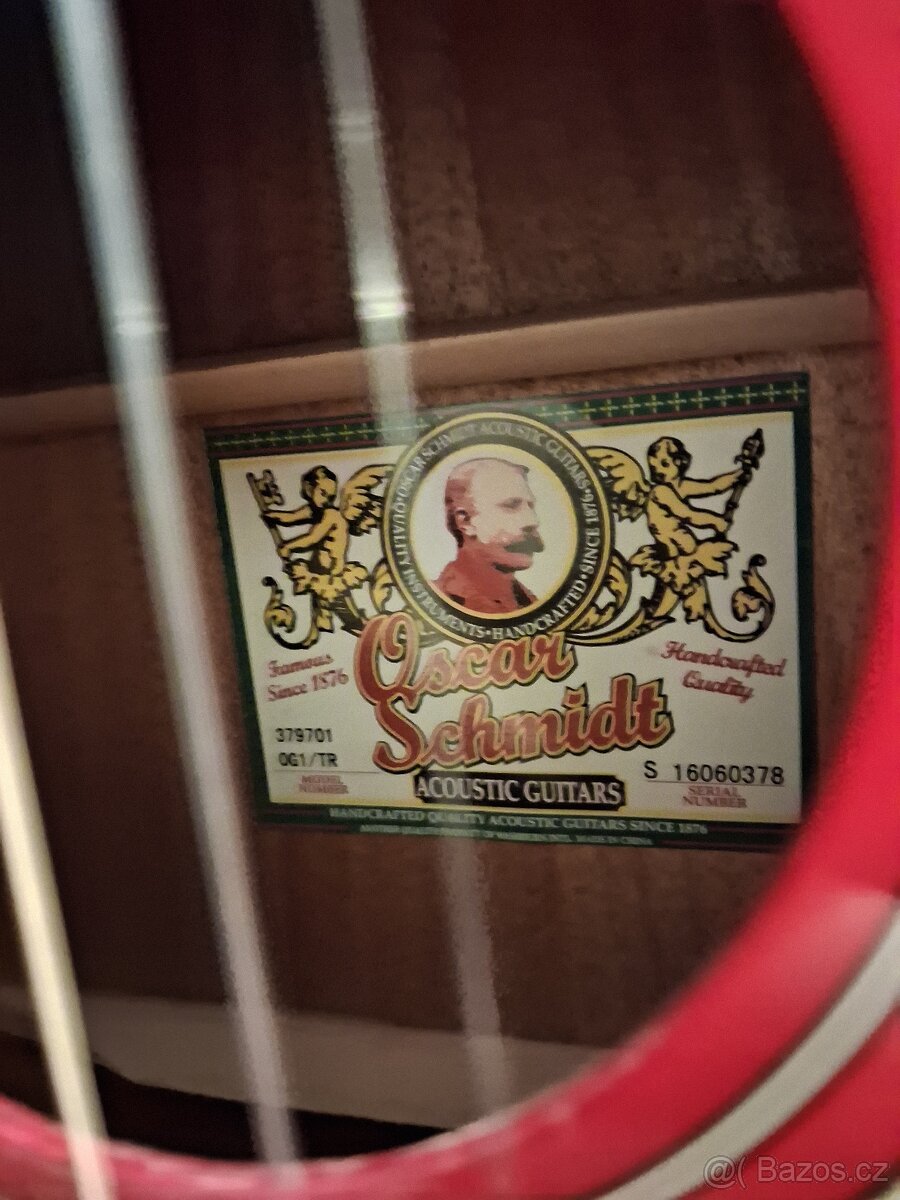 OSCAR SCHMIDT ACOUSTIC GUITARS • SINCE 1876 • HANDCRAFTED • QUALITY INSTRUMENTS •
Famous
Since 1876
Oscar
Schmidt
Handcrafted
Quality
379701
OG1/TR
MODEL
NUMBER
ACOUSTIC GUITARS
S 16060378
SERIAL
NUMBER
HANDCRAFTED QUALITY ACOUSTIC GUITARS SINCE 1876
MADE IN CHINA
@( Bazos.cz